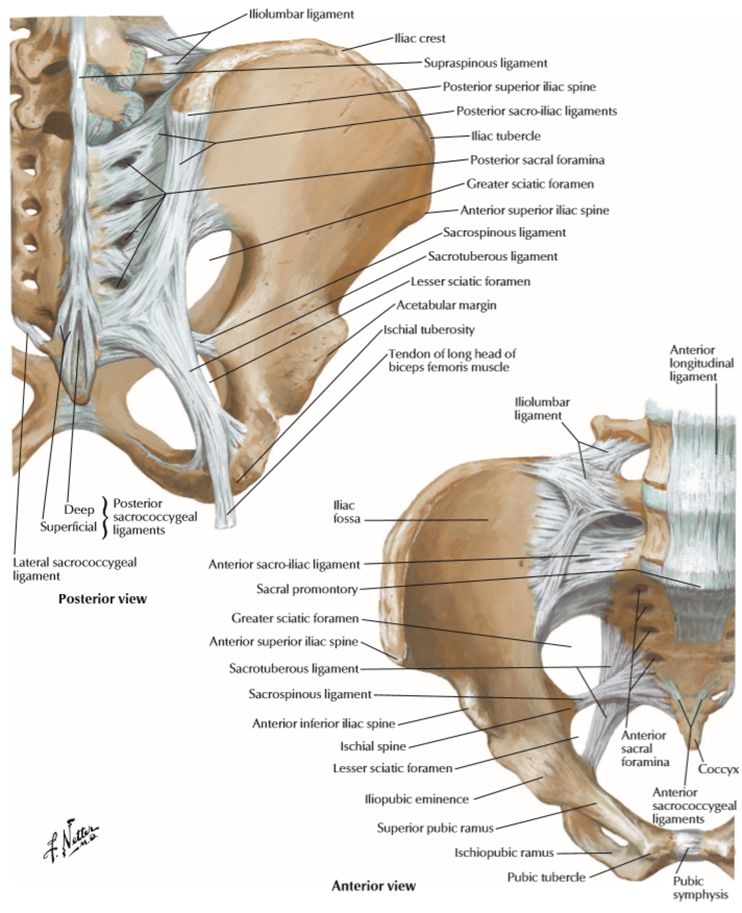 Iliolumbar ligament
Iliac crest
Supraspinous ligament
Posterior superior iliac spine
Posterior sacro-iliac ligaments
Iliac tubercle
Posterior sacral foramina
Greater sciatic foramen
Anterior superior iliac spine
Sacrospinous ligament
Sacrotuberous ligament
Lesser sciatic foramen
Acetabular margin
Ischial tuberosity
Tendon of long head of
biceps femoris muscle
Deep
Superficial
Posterior
sacrococcygeal
ligaments
Lateral sacrococcygeal
ligament
Posterior view
Anterior
longitudinal
ligament
Iliolumbar
ligament
Iliac
fossa
Anterior sacro-iliac ligament
Sacral promontory
Greater sciatic foramen
Anterior superior iliac spine
Sacrotuberous ligament
Sacrospinous ligament
Anterior inferior iliac spine
Ischial spine
Lesser sciatic foramen
Iliopubic eminence
Superior pubic ramus
Ischiopubic ramus
Pubic tubercle
Anterior
sacral
foramina
Coccyx
Anterior
sacrococcygeal
ligaments
Pubic
symphysis
Anterior view
F. Netter
M.D.